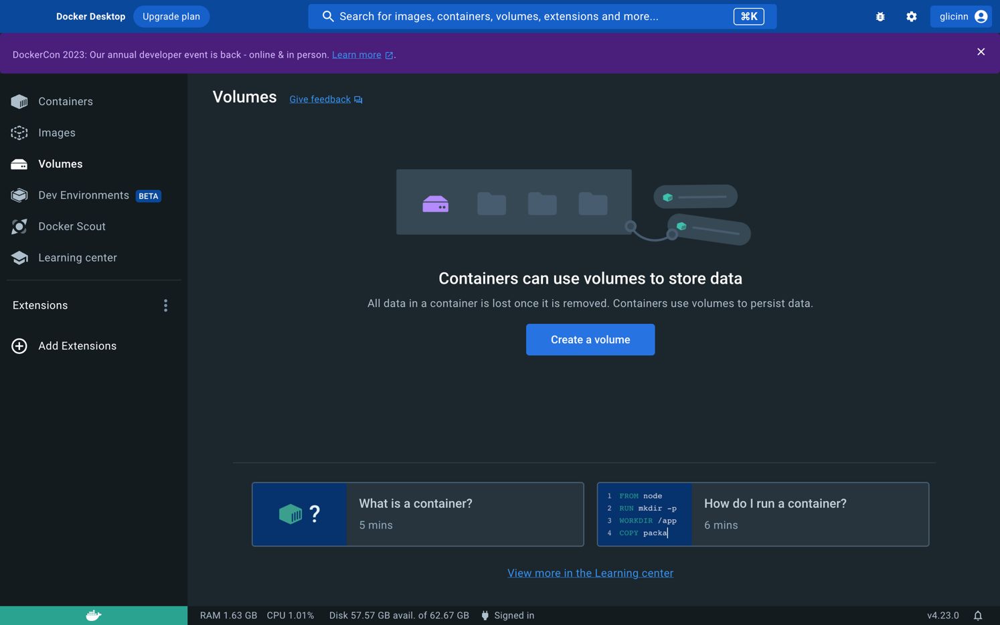 Docker Desktop
Upgrade plan
Search for images, containers, volumes, extensions and more...
⌘K
glicinn
DockerCon 2023: Our annual developer event is back - online & in person. Learn more .
Containers
Images
Volumes
Dev Environments BETA
Docker Scout
Learning center
Extensions
Add Extensions
Volumes
Give feedback
Containers can use volumes to store data
All data in a container is lost once it is removed. Containers use volumes to persist data.
Create a volume
?
What is a container?
5 mins
1 FROM node
2 RUN mkdir -p
3 WORKDIR /app
4 COPY packa
How do I run a container?
6 mins
View more in the Learning center
RAM 1.63 GB CPU 1.01% Disk 57.57 GB avail. of 62.67 GB Signed in
v4.23.0